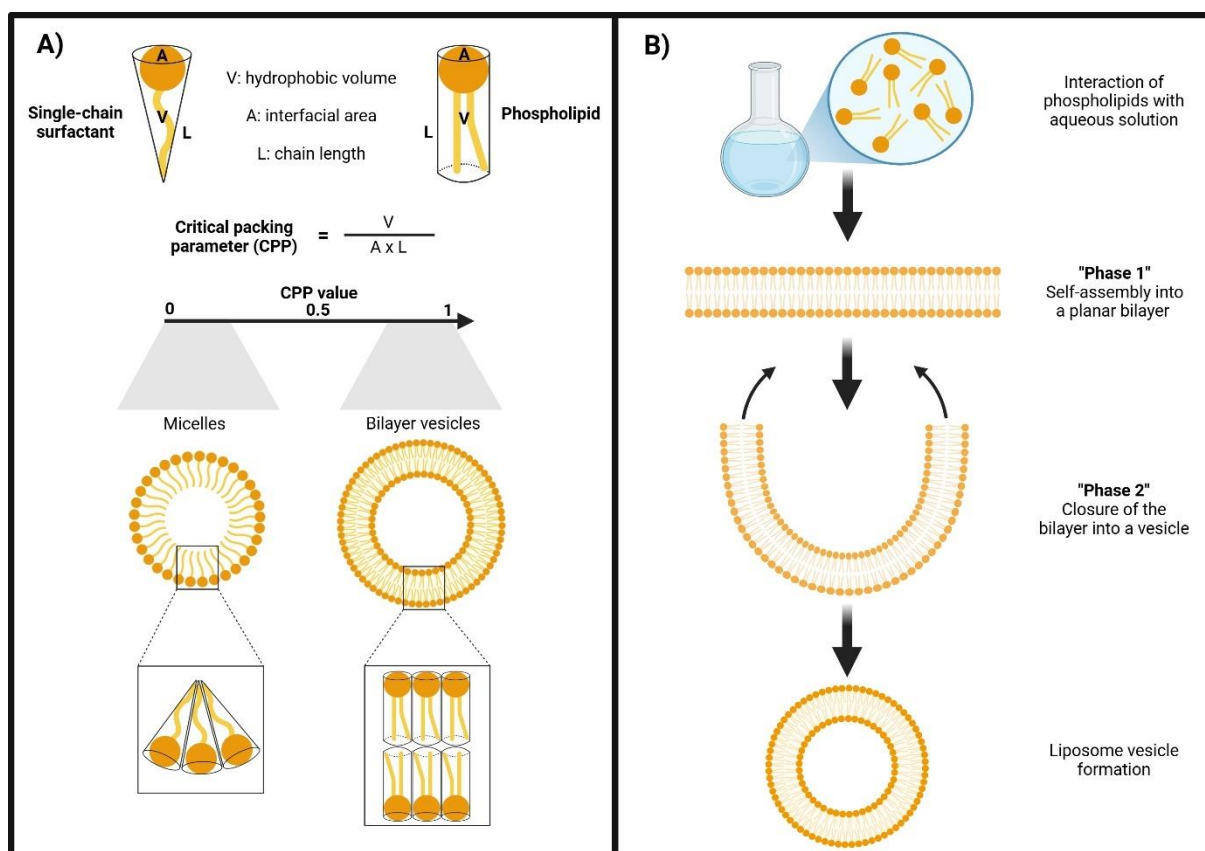 A)
A
V
L
Single-chain
surfactant
V: hydrophobic volume
A: interfacial area
L: chain length
A
V
L
Phospholipid
Critical packing
parameter (CPP)
=
V
A x L
CPP value
0
0.5
1
Micelles
Bilayer vesicles
B)
Interaction of
phospholipids with
aqueous solution
"Phase 1"
Self-assembly into
a planar bilayer
"Phase 2"
Closure of the
bilayer into a vesicle
Liposome vesicle
formation